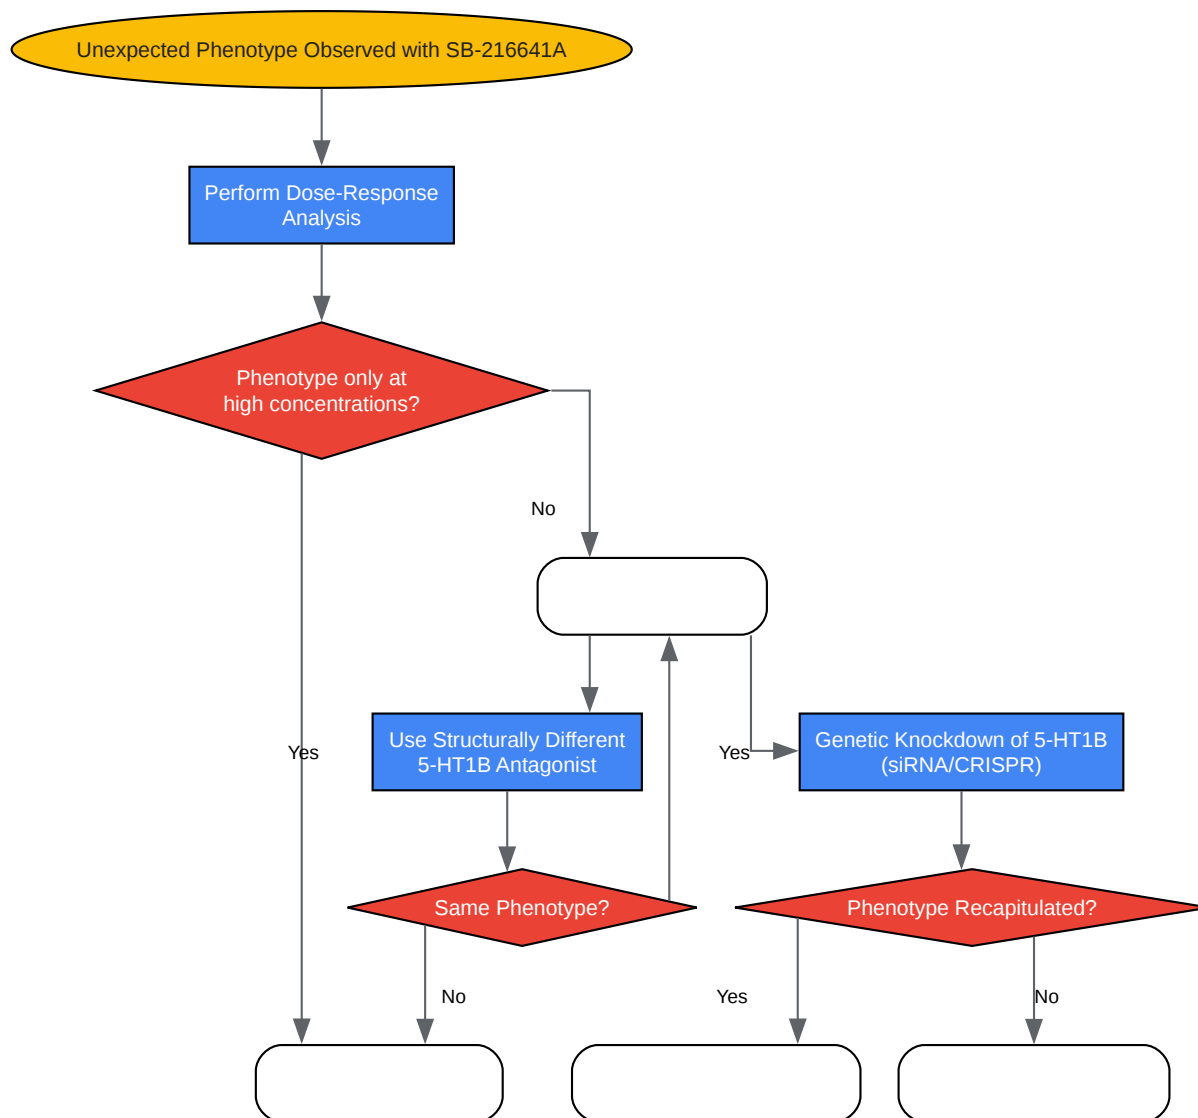 Unexpected Phenotype Observed with SB-216641A
Perform Dose-Response
Analysis
Phenotype only at
high concentrations?
No
Yes
Use Structurally Different
5-HT1B Antagonist
Yes
Genetic Knockdown of 5-HT1B
(siRNA/CRISPR)
Same Phenotype?
Phenotype Recapitulated?
No
Yes
No